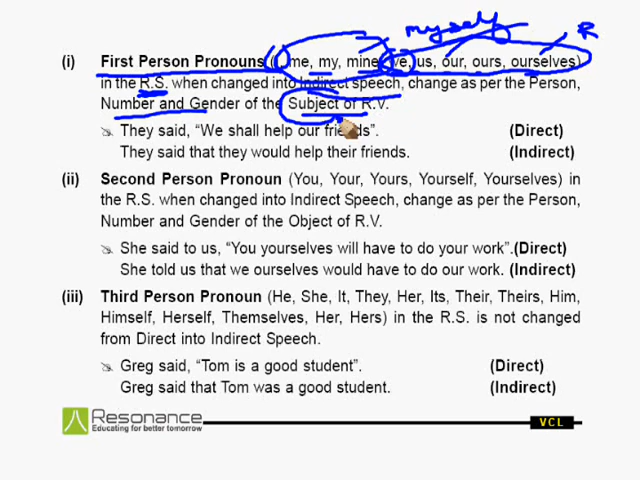 myself R
(i) First Person Pronouns (I, me, my, mine, we, us, our, ours, ourselves)
in the R.S. when changed into Indirect speech, change as per the Person,
Number and Gender of the Subject of R.V.
They said, “We shall help our friends”. (Direct)
They said that they would help their friends. (Indirect)
(ii) Second Person Pronoun (You, Your, Yours, Yourself, Yourselves) in
the R.S. when changed into Indirect Speech, change as per the Person,
Number and Gender of the Object of R.V.
She said to us, “You yourselves will have to do your work”.(Direct)
She told us that we ourselves would have to do our work. (Indirect)
(iii) Third Person Pronoun (He, She, It, They, Her, Its, Their, Theirs, Him,
Himself, Herself, Themselves, Her, Hers) in the R.S. is not changed
from Direct into Indirect Speech.
Greg said, “Tom is a good student”. (Direct)
Greg said that Tom was a good student. (Indirect)
Resonance
Educating for better tomorrow
VCL